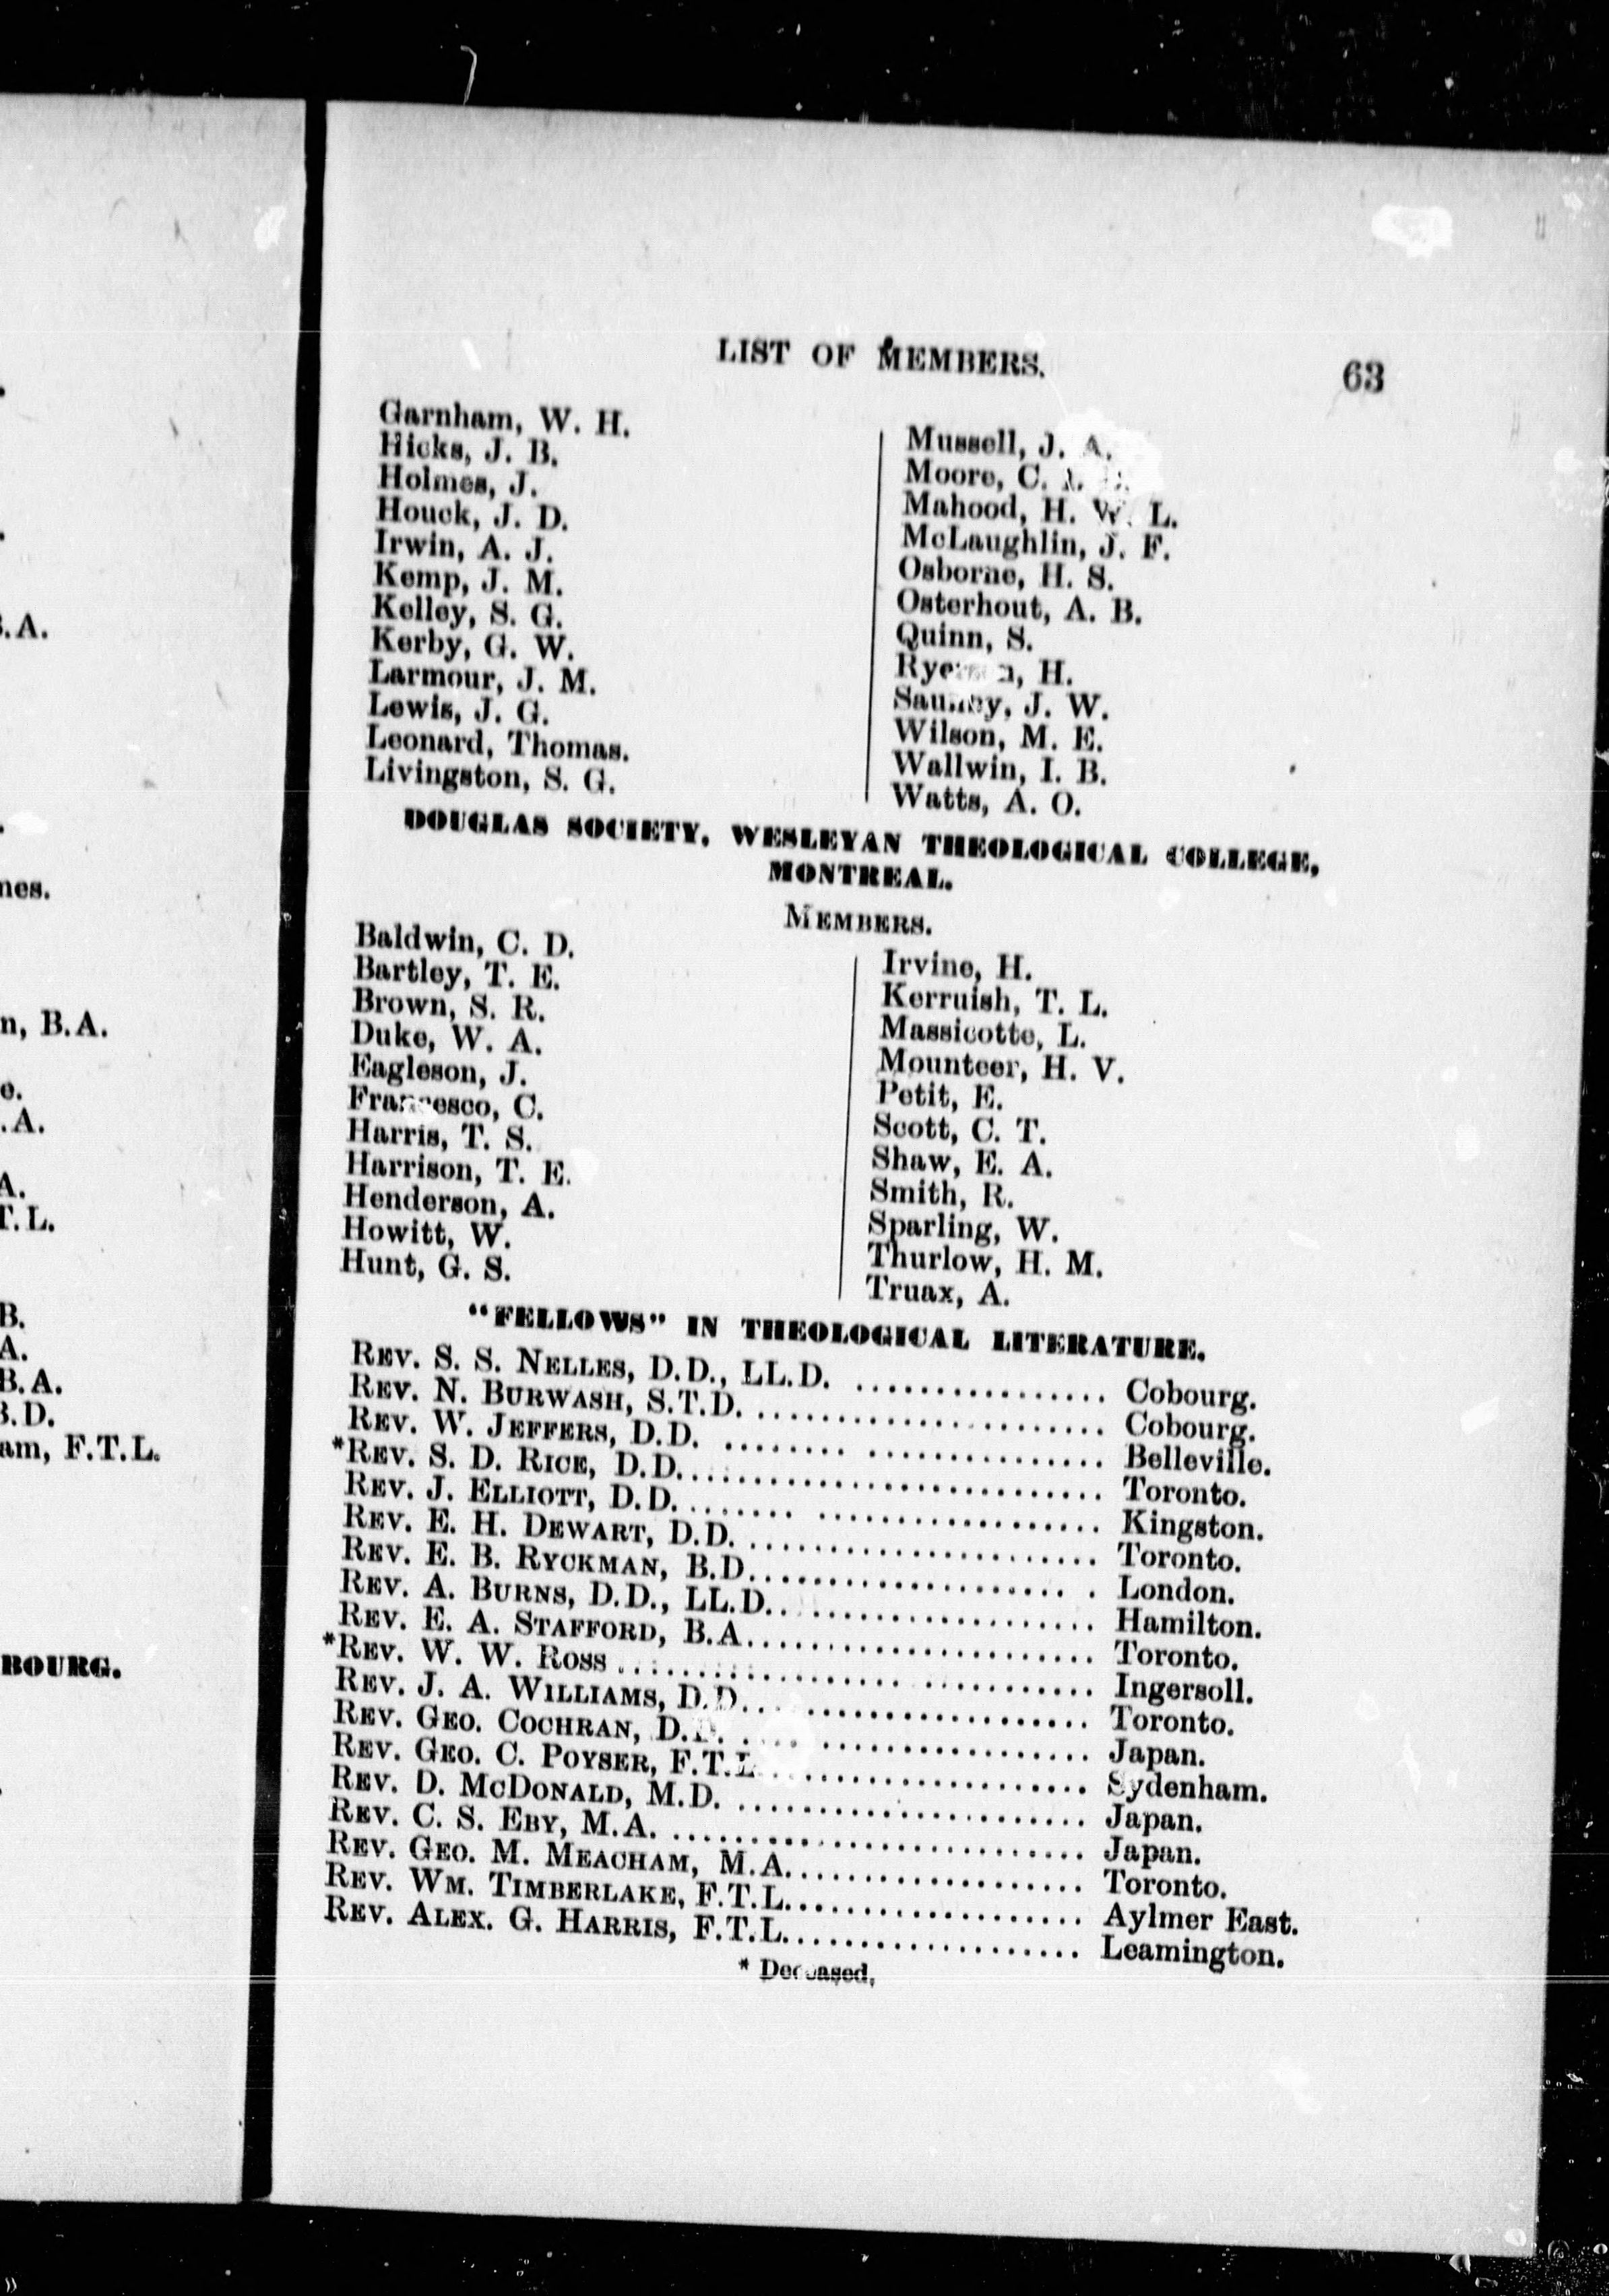 LIST OF MEMBERS.
63
Garnham, W. H.
Hicks, J. B.
Holmes, J.
Houck, J. D.
Irwin, A. J.
Kemp, J. M.
Kelley, S. G.
Kerby, G. W.
Larmour, J. M.
Lewis, J. G.
Leonard, Thomas.
Livingston, S. G.
Mussell, J. A.
Moore, C.
Mahood, H. W. L.
McLaughlin, J. F.
Osborne, H. S.
Osterhout, A. B.
Quinn, S.
H.
J. W.
Wilson, M. E.
Wallwin, I. B.
Watts, A. O.
DOUGLAS SOCIETY, WESLEYAN THEOLOGICAL COLLEGE,
MONTREAL.
MEMBERS.
Baldwin, C. D.
Bartley, T. E.
Brown, S. R.
Duke, W. A.
Eagleson, J.
Francesco, C.
Harris, T. S.
Harrison, T. E.
Henderson, A.
Howitt, W.
Hunt, G. S.
Irvine, H.
Kerruish, T. L.
Massicotte, L.
Mounteer, H. V.
Petit, E.
Scott, C. T.
Shaw, E. A.
Smith, R.
Sparling, W.
Thurlow, H. M.
Truax, A.
"FELLOWS" IN THEOLOGICAL LITERATURE.
REV. S. S. NELLES, D.D., LL.D. ................ Cobourg.
REV. N. BURWASH, S.T.D. ........................ Cobourg.
REV. W. JEFFERS, D.D. ........ ............... Belleville.
*REV. S. D. RICE, D.D........................... Toronto.
REV. J. ELLIOTT, D.D. ....... .................. Kingston.
REV. E. H. DEWART, D.D. ....................... Toronto.
REV. E. B. RYCKMAN, B.D..................... . London.
REV. A. BURNS, D.D., LL.D..................... Hamilton.
REV. E. A. STAFFORD, B.A........................ Toronto.
*REV. W. W. ROSS ............................... Ingersoll.
REV. J. A. WILLIAMS, D.D....................... Toronto.
REV. GEO. COCHRAN, D.D. .... .................. Japan.
REV. GEO. C. POYSER, F.T.L..................... Sydenham.
REV. D. MCDONALD, M.D. ....................... Japan.
REV. C. S. EBY, M.A. ........................... Japan.
REV. GEO. M. MEACHAM, M.A.................... Toronto.
REV. WM. TIMBERLAKE, F.T.L.................... Aylmer East.
REV. ALEX. G. HARRIS, F.T.L.................... Leamington.
* Deceased.
.A.
n, B.A.
.A.
A.
T.L.
B.
A.
B.A.
B.D.
am, F.T.L.
BOURG.